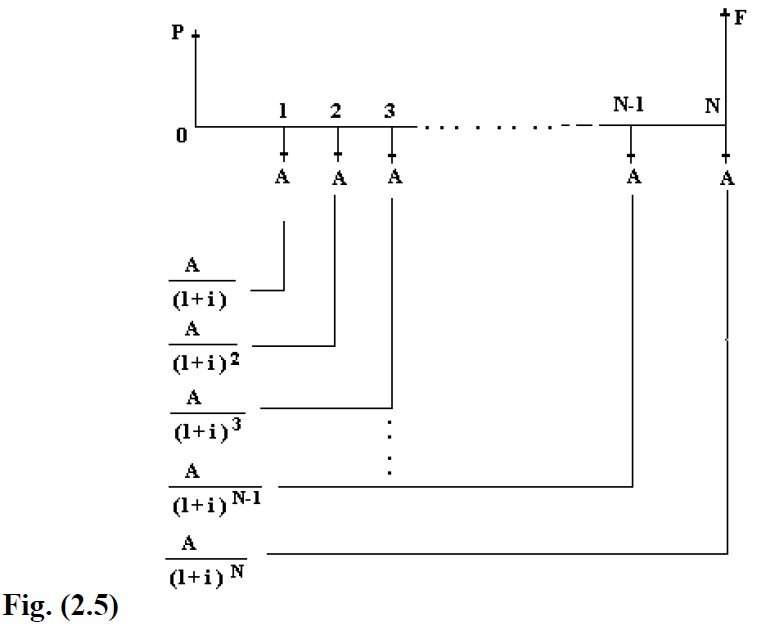 P F
1 2 3 . . . . . . . . N-1 N
0
A A A A A
A
(1+i)
A
(1+i)²
A
(1+i)³
A
(1+i)ᴺ⁻¹
A
(1+i)ᴺ
Fig. (2.5)